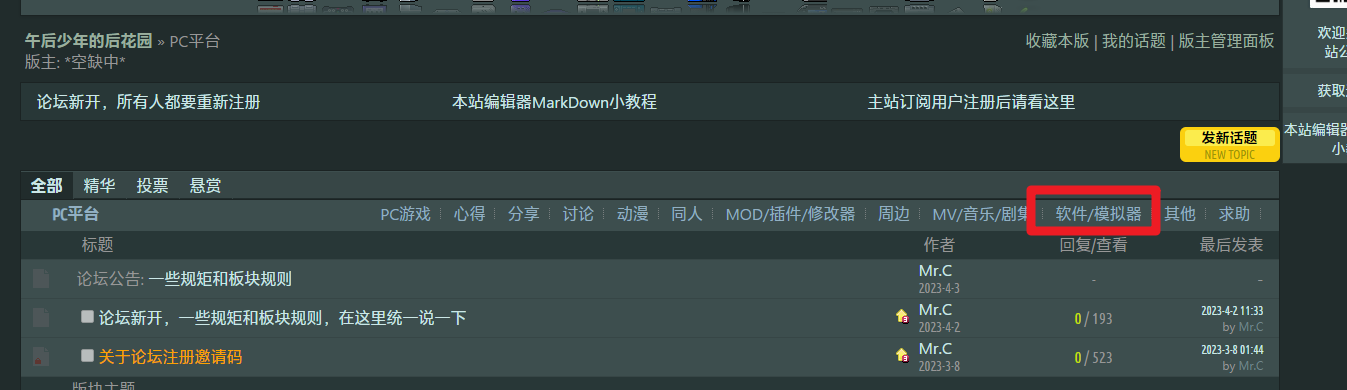 午后少年的后花园 » PC平台
收藏本版 | 我的话题 | 版主管理面板
版主: *空缺中*
论坛新开，所有人都要重新注册
本站编辑器MarkDown小教程
主站订阅用户注册后请看这里
发新话题
NEW TOPIC
全部 精华 投票 悬赏
PC平台
PC游戏 心得 分享 讨论 动漫 同人 MOD/插件/修改器 周边 MV/音乐/剧集 软件/模拟器 其他 求助
标题 作者 回复/查看 最后发表
论坛公告: 一些规矩和板块规则
Mr.C
2023-4-3
-
-
论坛新开，一些规矩和板块规则，在这里统一说一下
Mr.C
2023-4-2
0 / 193
2023-4-2 11:33
by Mr.C
关于论坛注册邀请码
Mr.C
2023-3-8
0 / 523
2023-3-8 01:44
by Mr.C
版块主题
欢迎
站公
获取
本站编辑器
小